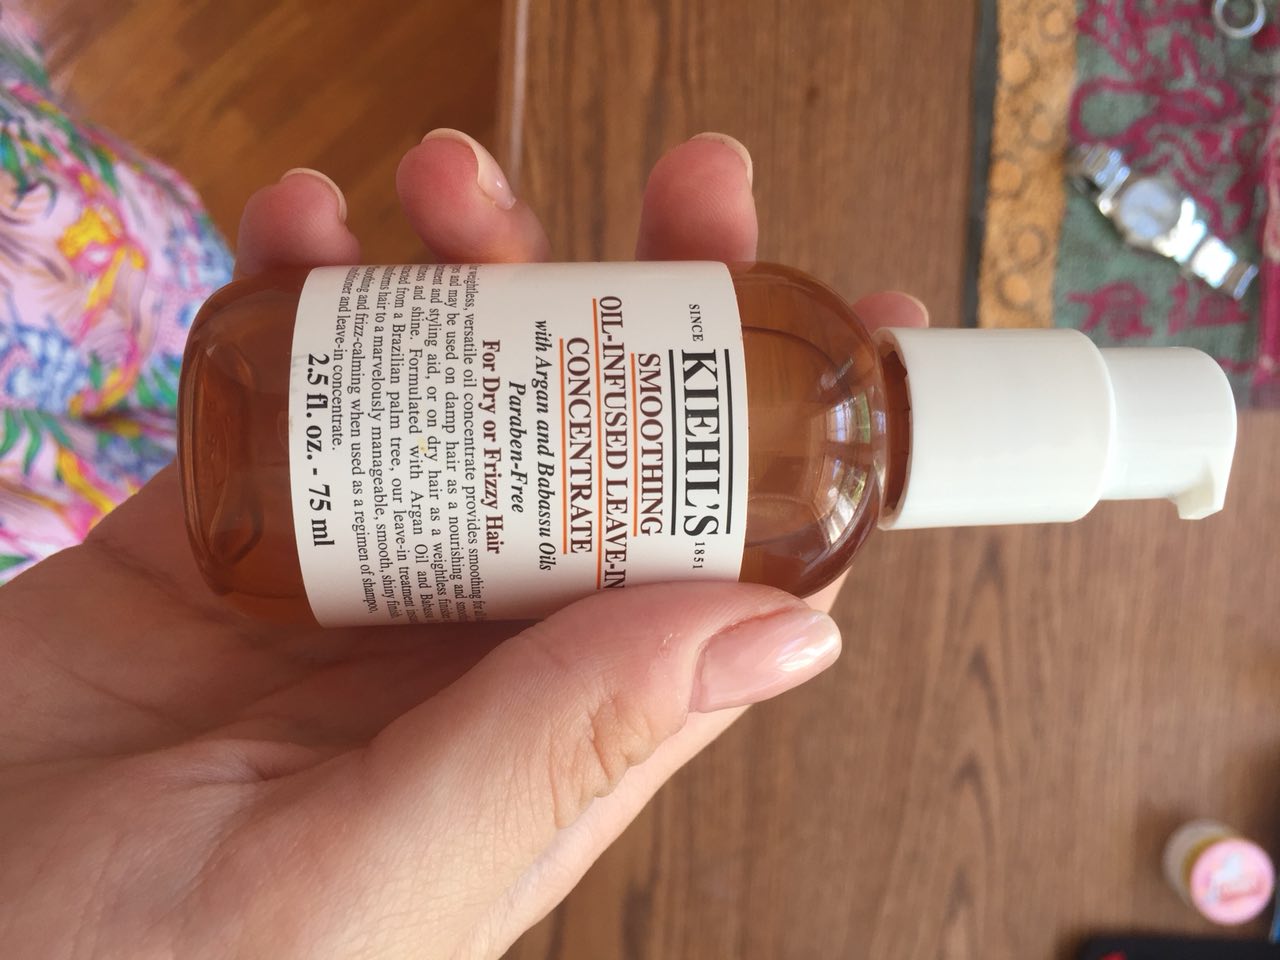 SINCE KIEHL'S 1851
SMOOTHING
OIL-INFUSED LEAVE-IN
CONCENTRATE
with Argan and Babassu Oils
Paraben-Free
For Dry or Frizzy Hair
weightless, versatile oil concentrate provides smoothing for
and may be used on damp hair as a nourishing and
and styling aid, or on dry hair as a weightless
and shine. Formulated with Argan Oil and
from a Brazilian palm tree, our leave-in treatment
hair to a marvelously manageable, smooth, shiny finish
and frizz-calming when used as a regimen of shampoo,
and leave-in concentrate.
2.5 fl. oz. - 75 ml